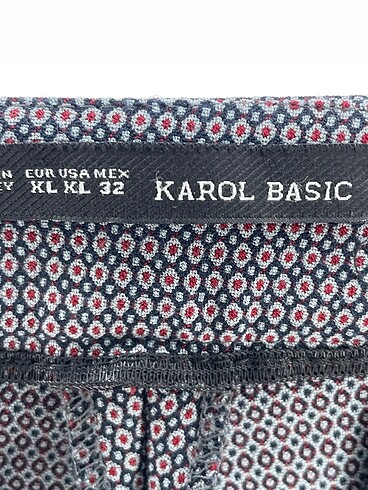 EUR USA MEX
XL XL 32
KAROL BASIC